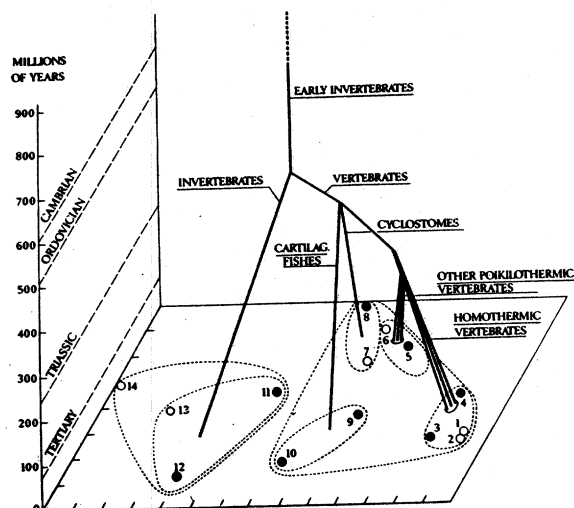 MILLIONS
OF YEARS
EARLY INVERTEBRATES
900
800
INVERTEBRATES
VERTEBRATES
700
CAMBRIAN
ORDOVICIAN
CYCLOSTOMES
600
CARTILAG.
FISHES
500
OTHER POIKILOTHERMIC
VERTEBRATES
HOMOTHERMIC
VERTEBRATES
400
TRIASSIC
8
6
7
5
300
14
13
11
4
200
TERTIARY
9
3
1
2
100
12
10
0